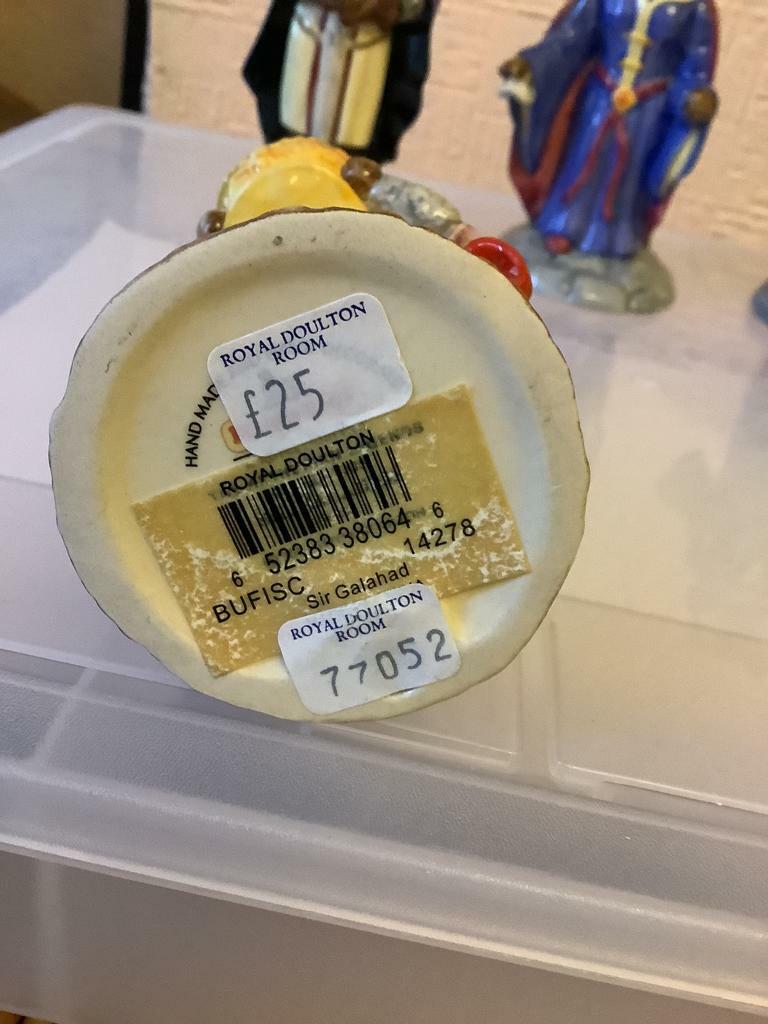 ROYAL DOULTON
ROOM
£25
HAND MAD
ROYAL DOULTON
6 52383 38064 6
14278
BUFISC
Sir Galahad
ROYAL DOULTON
ROOM
77052